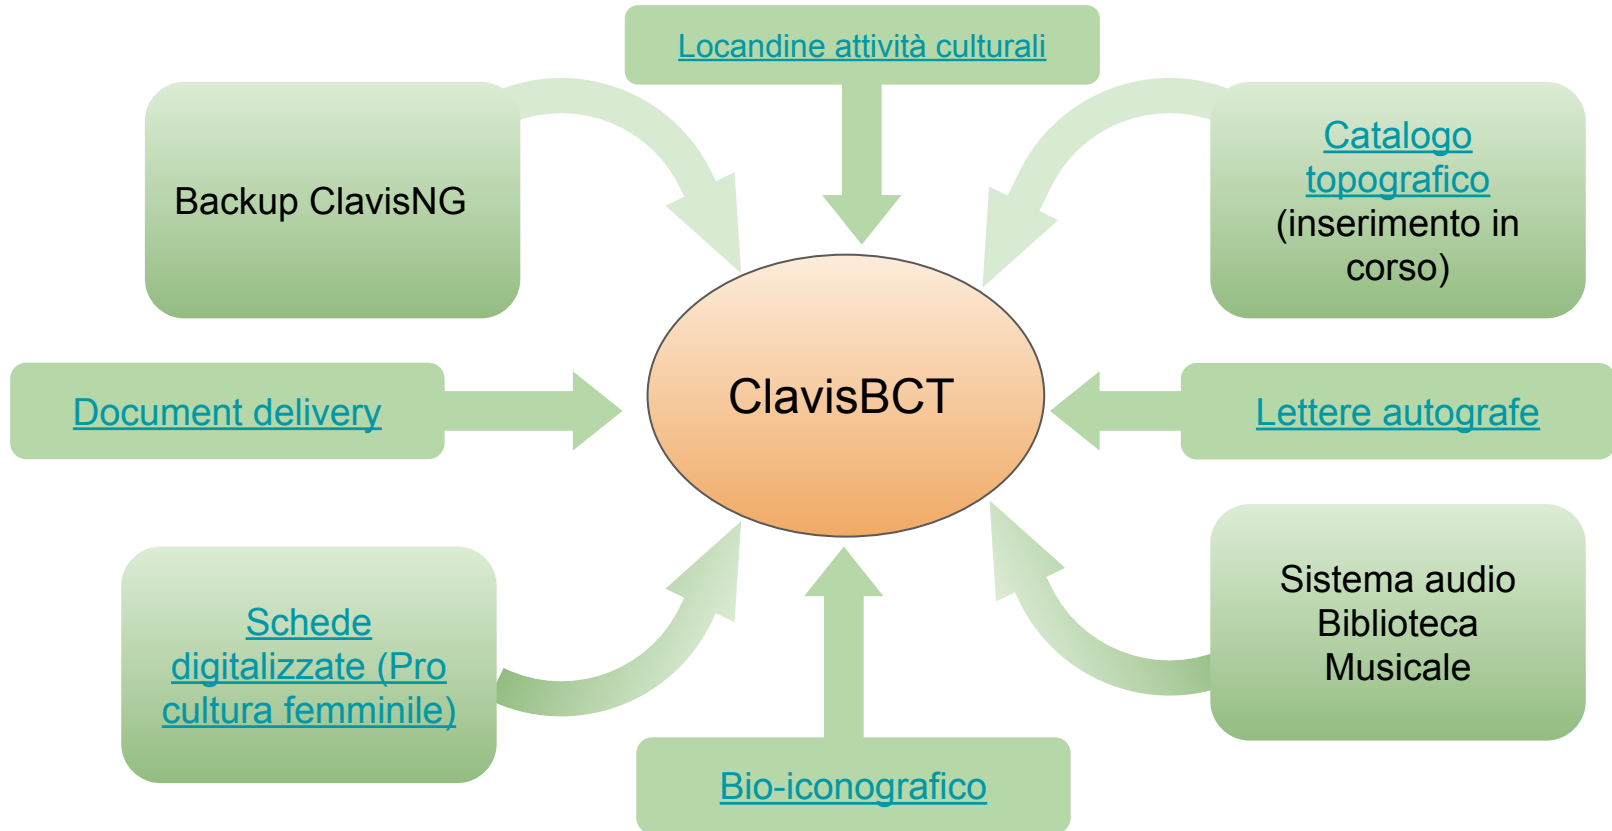 Locandine attività culturali
Backup ClavisNG
Catalogo
topografico
(inserimento in
corso)
ClavisBCT
Document delivery
Lettere autografe
Schede
digitalizzate (Pro
cultura femminile)
Sistema audio
Biblioteca
Musicale
Bio-iconografico